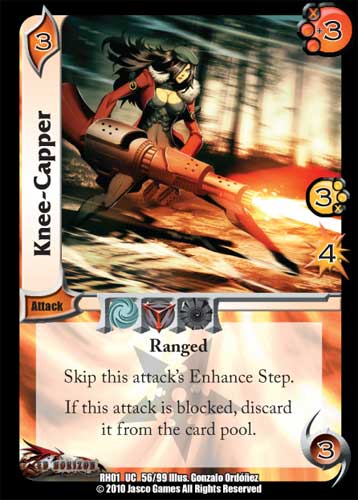 3
+3
Knee-Capper
3
4
Attack
Ranged
Skip this attack's Enhance Step.
If this attack is blocked, discard
it from the card pool.
3
RED HORIZON
RH01 UC 56/99 Illus. Gonzalo Ordóñez
© 2010 Jasco Games All Rights Reserved